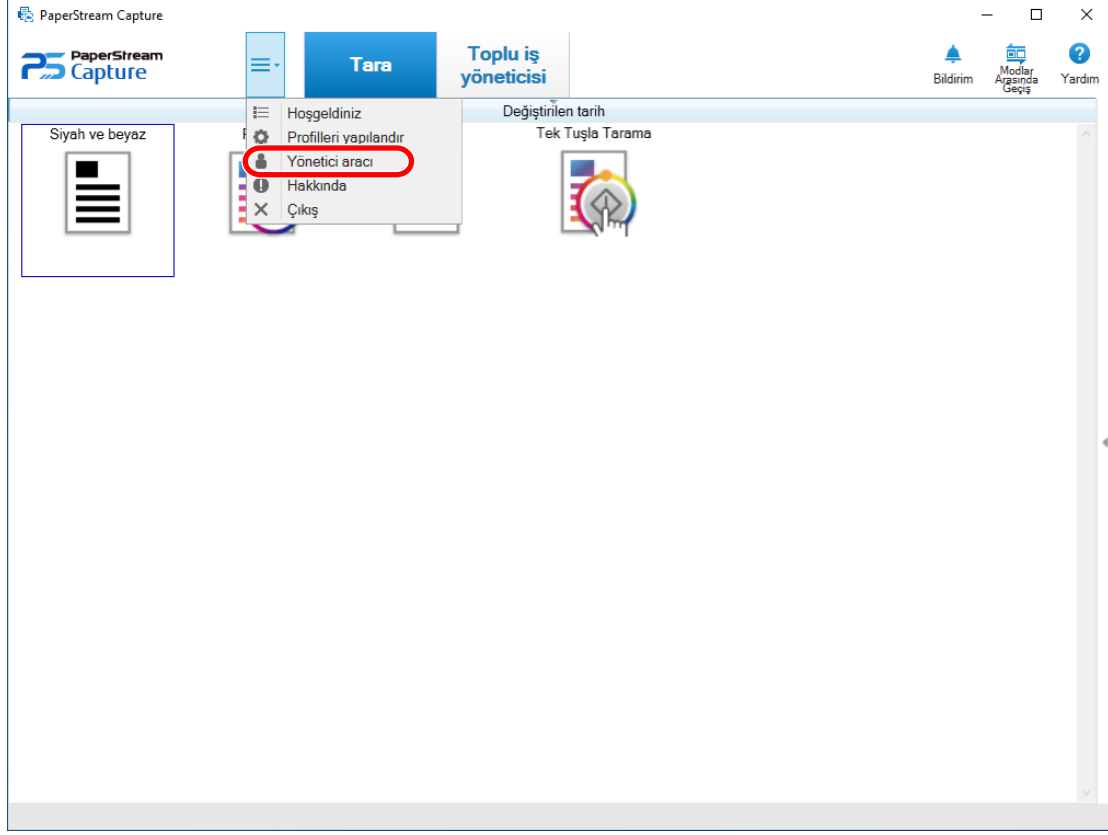 PaperStream Capture
PaperStream
Capture
Tara
Toplu iş
yöneticisi
Bildirim
Modlar
Arasında
Geçiş
Yardım
Değiştirilen tarih
Siyah ve beyaz
Tek Tuşla Tarama
Hoşgeldiniz
Profilleri yapılandır
Yönetici aracı
Hakkında
Çıkış